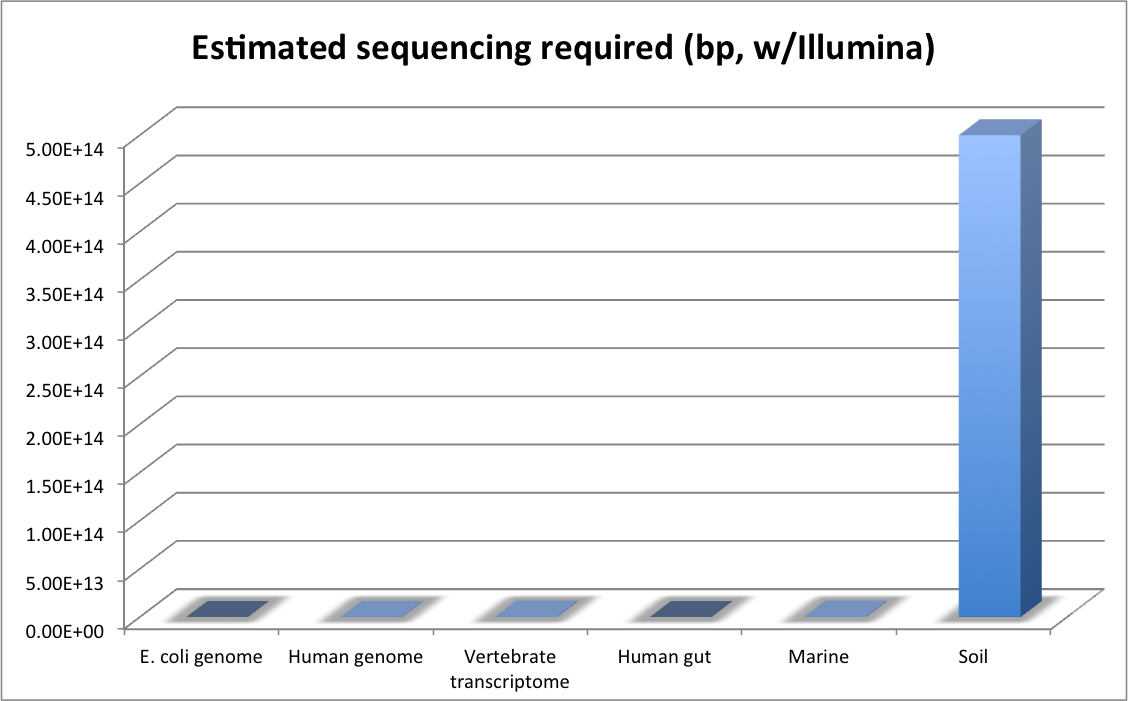 Estimated sequencing required (bp, w/Illumina)
5.00E+14
4.50E+14
4.00E+14
3.50E+14
3.00E+14
2.50E+14
2.00E+14
1.50E+14
1.00E+14
5.00E+13
0.00E+00
E. coli genome Human genome Vertebrate Human gut Marine Soil
transcriptome